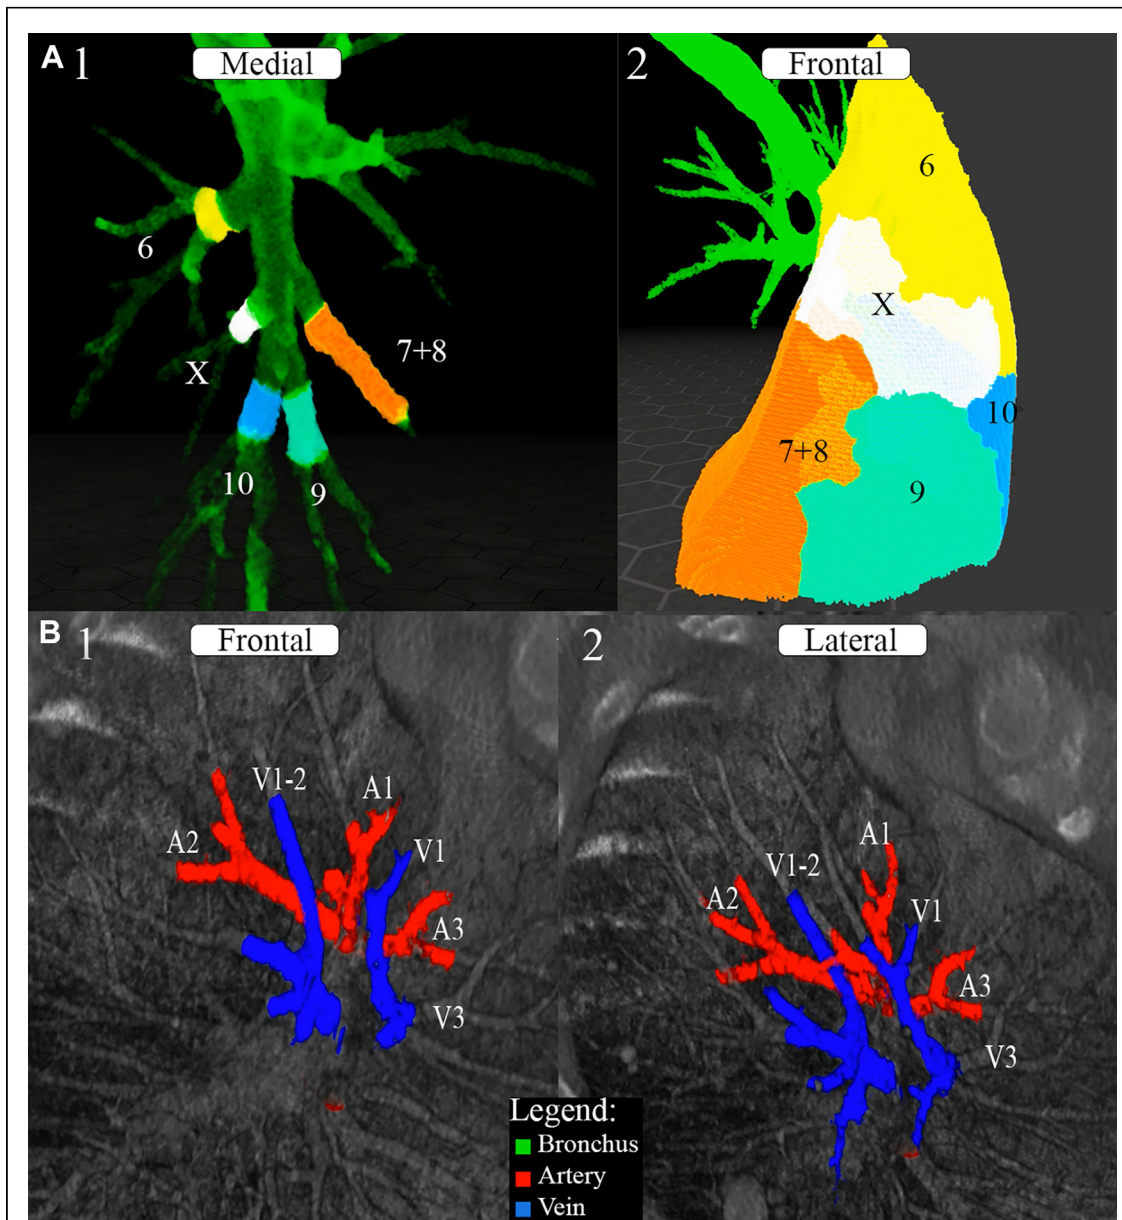 A 1 Medial
6
X
7+8
10
9
2 Frontal
6
X
10
7+8
9
B 1 Frontal
V1-2
A1
A2
V1
A3
V3
2 Lateral
A1
V1-2
A2
V1
A3
V3
Legend:
Bronchus
Artery
Vein